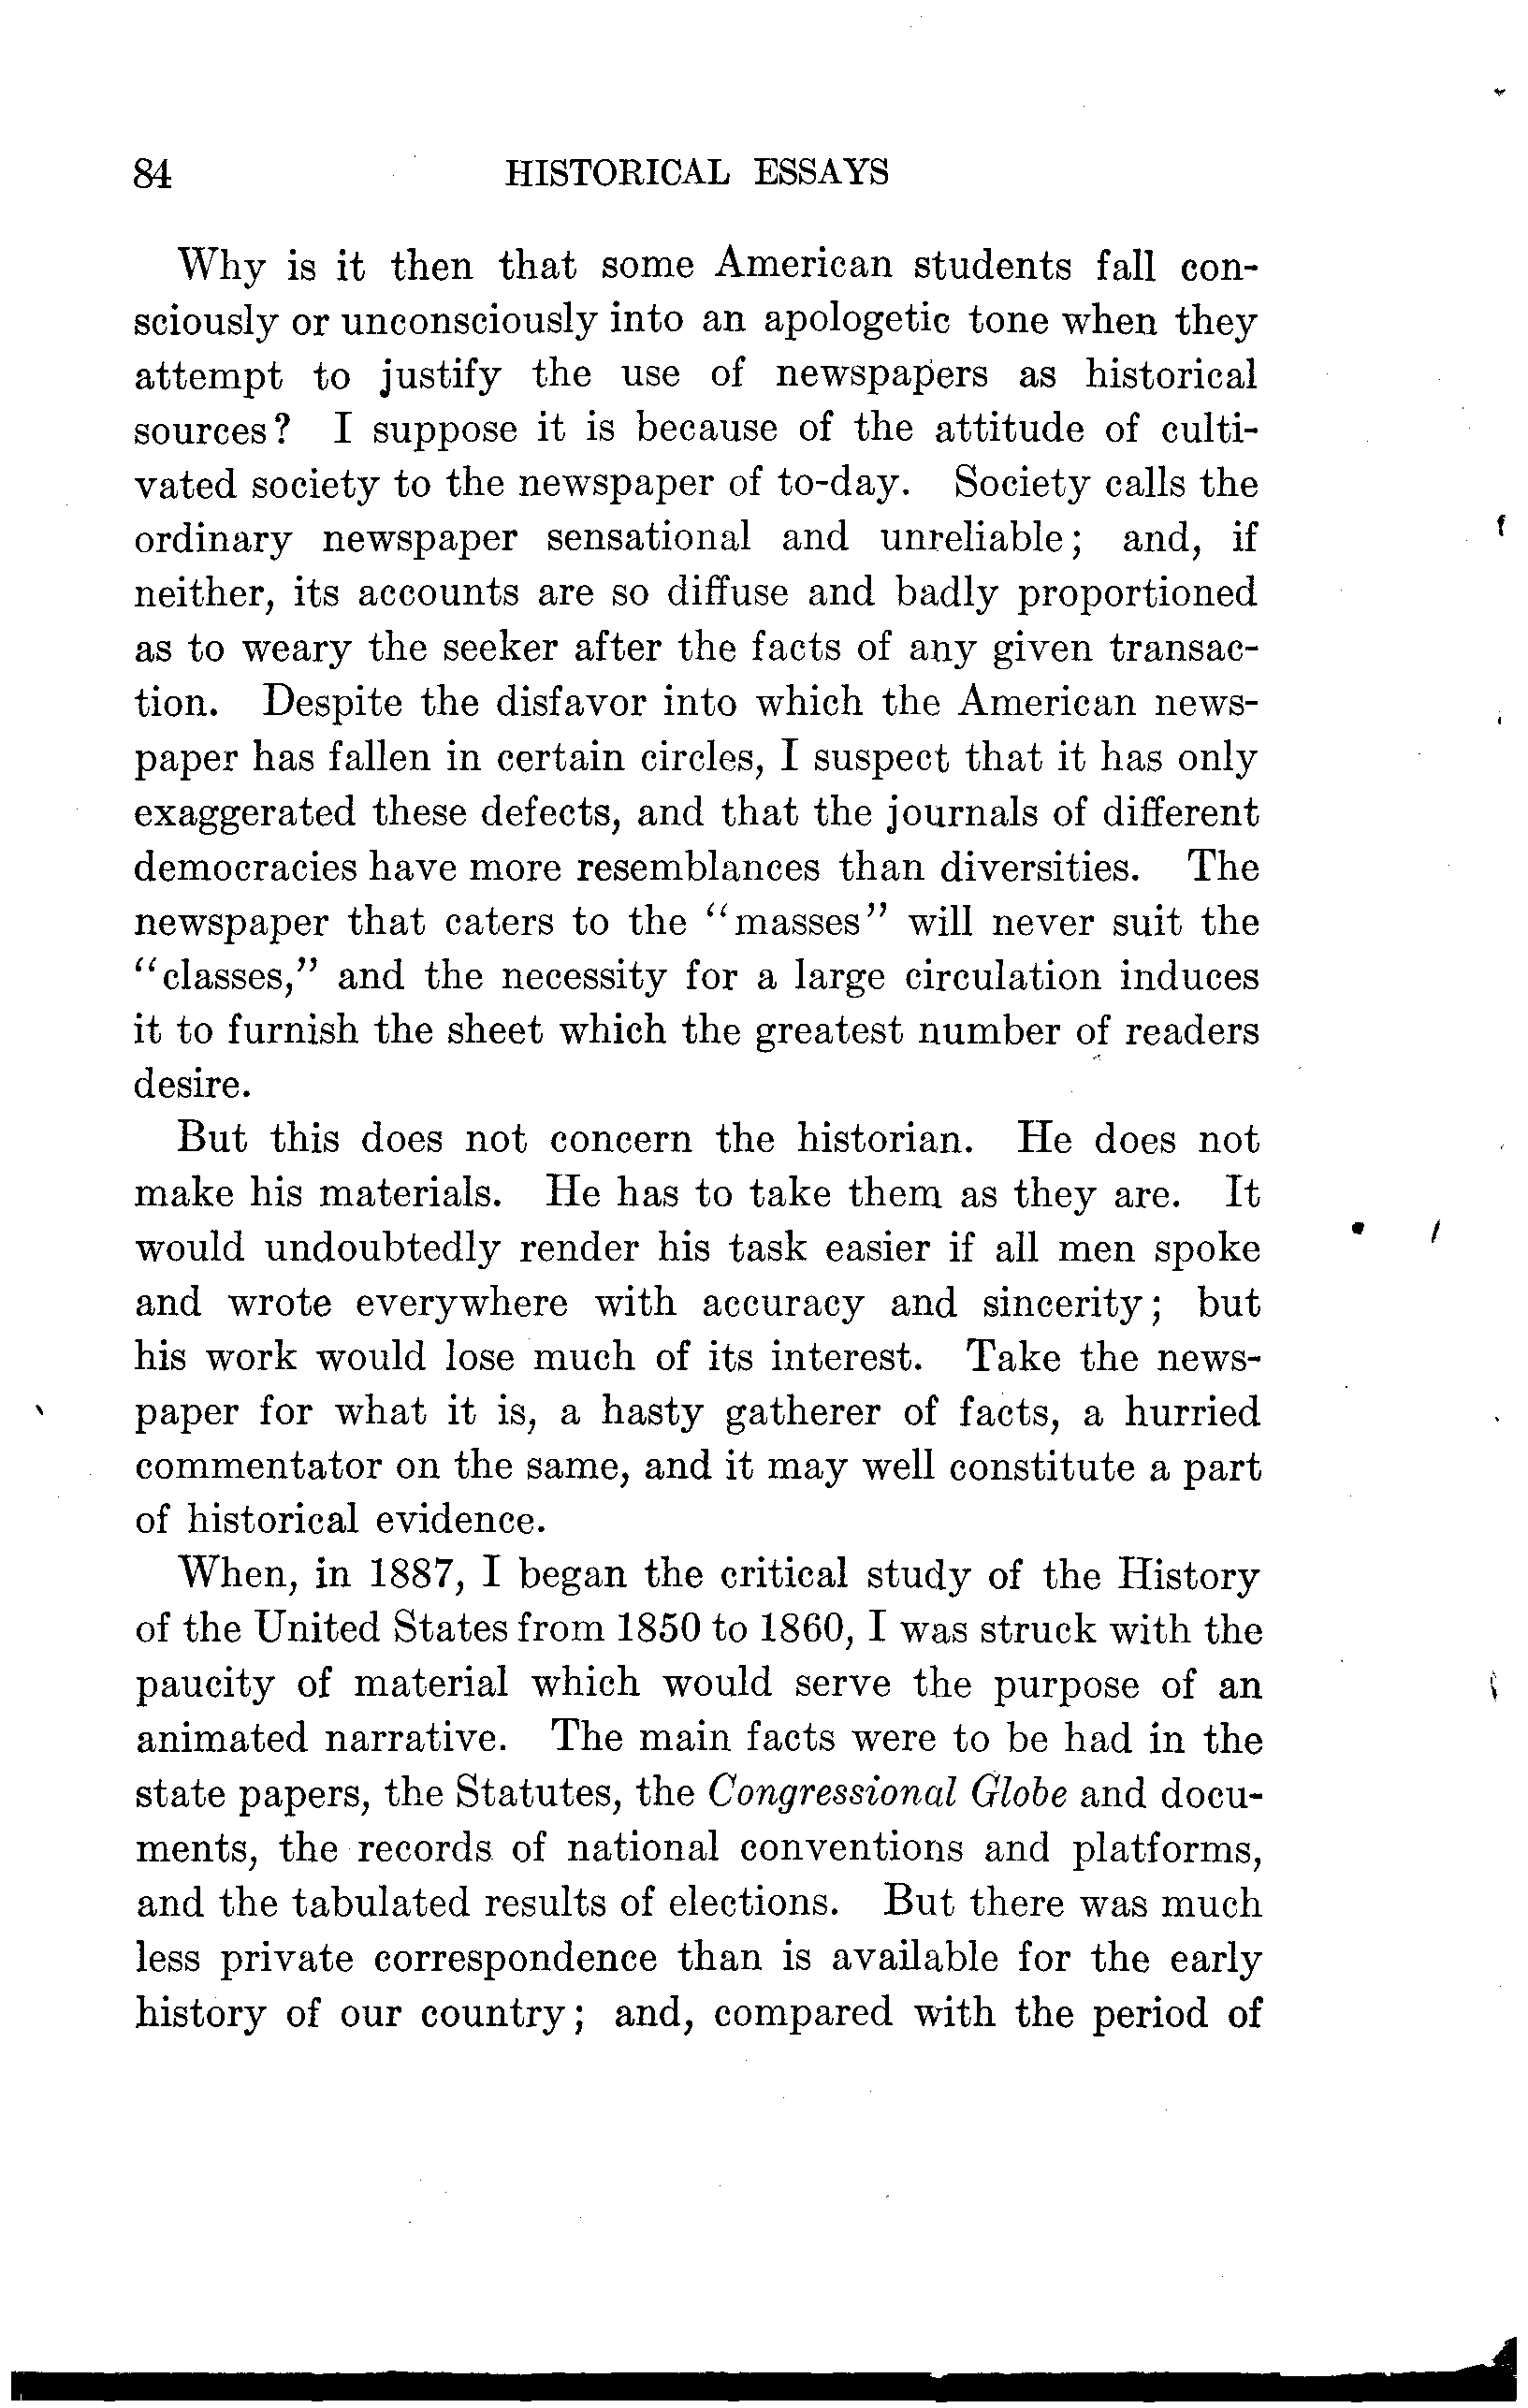 84 HISTORICAL ESSAYS
Why is it then that some American students fall con-
sciously or unconsciously into an apologetic tone when they
attempt to justify the use of newspapers as historical
sources? I suppose it is because of the attitude of culti-
vated society to the newspaper of to-day. Society calls the
ordinary newspaper sensational and unreliable; and, if
neither, its accounts are so diffuse and badly proportioned
as to weary the seeker after the facts of any given transac-
tion. Despite the disfavor into which the American news-
paper has fallen in certain circles, I suspect that it has only
exaggerated these defects, and that the journals of different
democracies have more resemblances than diversities. The
newspaper that caters to the "masses" will never suit the
"classes," and the necessity for a large circulation induces
it to furnish the sheet which the greatest number of readers
desire.
But this does not concern the historian. He does not
make his materials. He has to take them as they are. It
would undoubtedly render his task easier if all men spoke
and wrote everywhere with accuracy and sincerity; but
his work would lose much of its interest. Take the news-
paper for what it is, a hasty gatherer of facts, a hurried
commentator on the same, and it may well constitute a part
of historical evidence.
When, in 1887, I began the critical study of the History
of the United States from 1850 to 1860, I was struck with the
paucity of material which would serve the purpose of an
animated narrative. The main facts were to be had in the
state papers, the Statutes, the Congressional Globe and docu-
ments, the records of national conventions and platforms,
and the tabulated results of elections. But there was much
less private correspondence than is available for the early
history of our country; and, compared with the period of